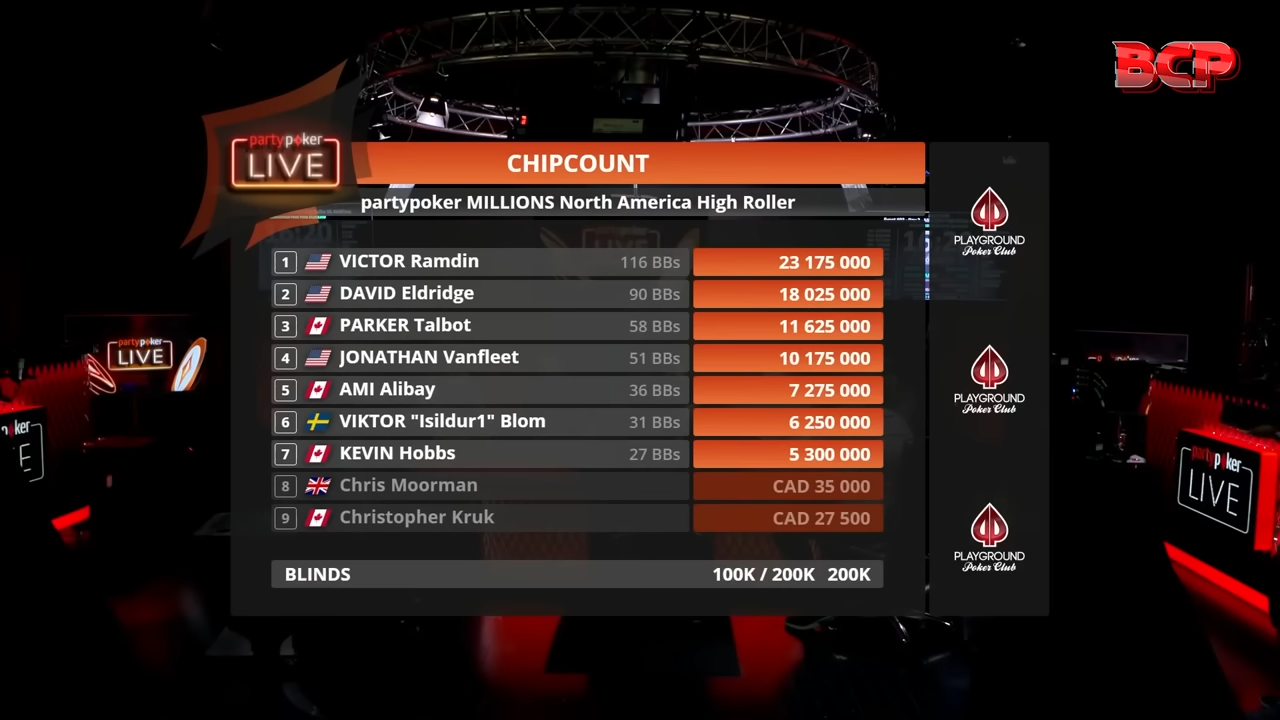 BCP
partypoker
LIVE
CHIPCOUNT
partypoker MILLIONS North America High Roller
1 VICTOR Ramdin 116 BBs 23 175 000
2 DAVID Eldridge 90 BBs 18 025 000
3 PARKER Talbot 58 BBs 11 625 000
4 JONATHAN Vanfleet 51 BBs 10 175 000
5 AMI Alibay 36 BBs 7 275 000
6 VIKTOR "Isildur1" Blom 31 BBs 6 250 000
7 KEVIN Hobbs 27 BBs 5 300 000
8 Chris Moorman CAD 35 000
9 Christopher Kruk CAD 27 500
BLINDS 100K / 200K 200K
PLAYGROUND
Poker Club
PLAYGROUND
Poker Club
PLAYGROUND
Poker Club
partypoker
LIVE
partypoker
LIVE